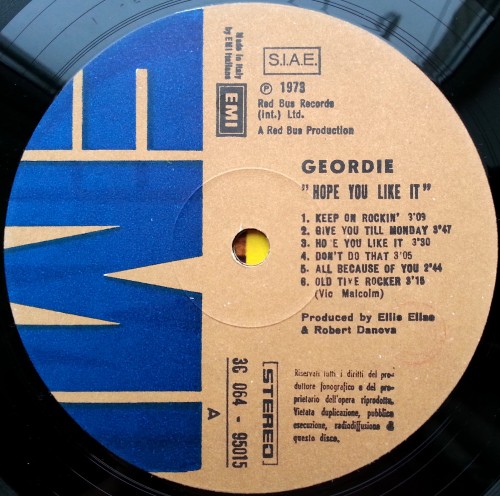 EMI
Made in Italy
by EMI Italiana
EMI
S.I.A.E.
℗ 1973
Red Bus Records
(Int.) Ltd.
A Red Bus Production
GEORDIE
"HOPE YOU LIKE IT"
1. KEEP ON ROCKIN' 3'09
2. GIVE YOU TILL MONDAY 3'47
3. HO'E YOU LIKE IT 3'30
4. DON'T DO THAT 3'05
5. ALL BECAUSE OF YOU 2'44
6. OLD TIVE ROCKER 3'15
(Vic Malcolm)
Produced by Ellis Elias
& Robert Danova
3C 064 - 95015
A
STEREO
Riservati tutti i diritti del pro-
duttore fonografico e del pro-
prietario dell'opera riprodotta.
Vietata duplicazione, pubblica
esecuzione, radiodiffusione di
questo disco.